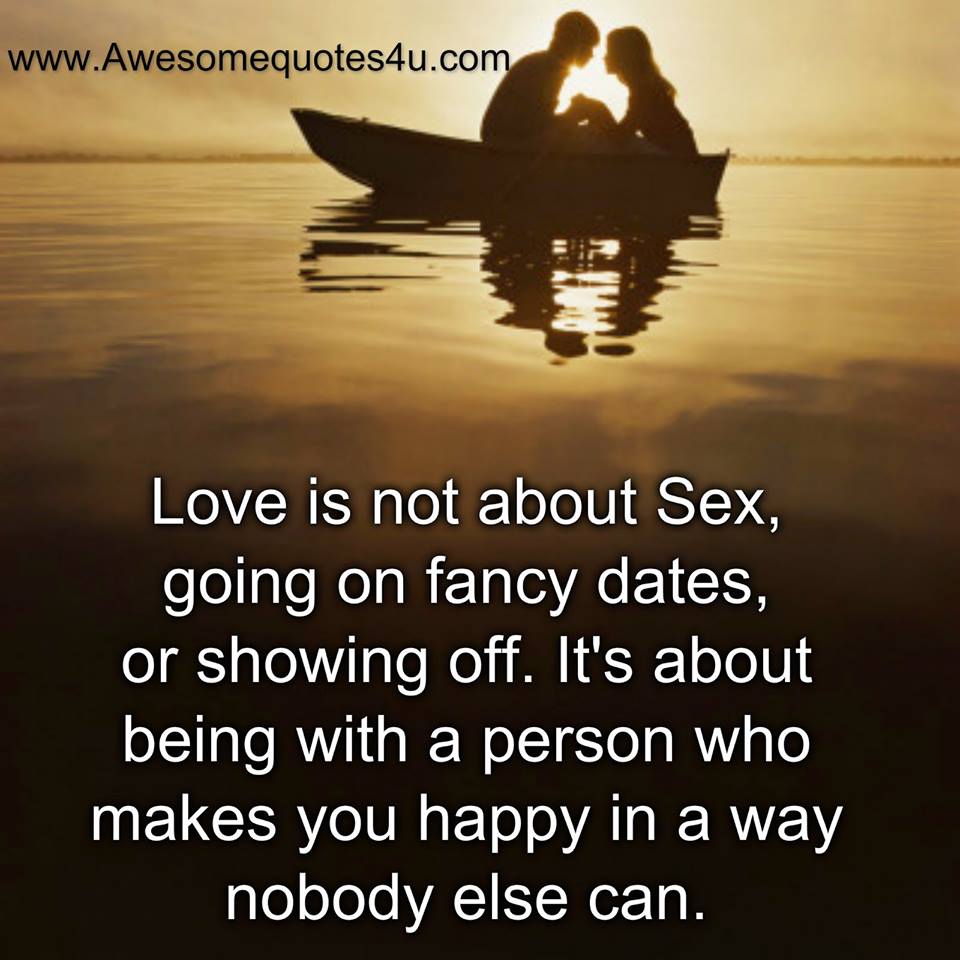 www.Awesomequotes4u.com
Love is not about Sex,
going on fancy dates,
or showing off. It's about
being with a person who
makes you happy in a way
nobody else can.